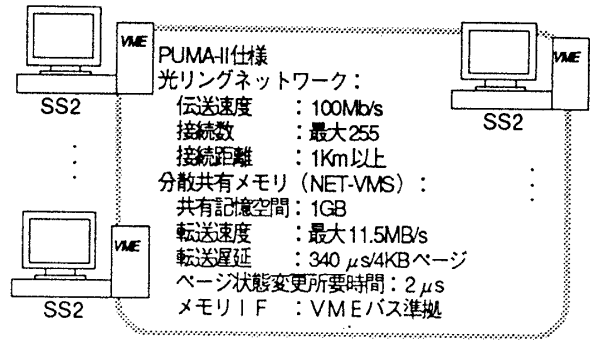 VME
VME
PUMA-II仕様
光リングネットワーク：
伝送速度　：100Mb/s
接続数　：最大255
接続距離　：1Km以上
分散共有メモリ（NET-VMS）：
共有記憶空間：1GB
転送速度　：最大11.5MB/s
転送遅延　：340 μs/4KBページ
ページ状態変更所要時間：2 μs
メモリＩＦ　：ＶＭＥバス準拠
SS2
SS2
VME
SS2